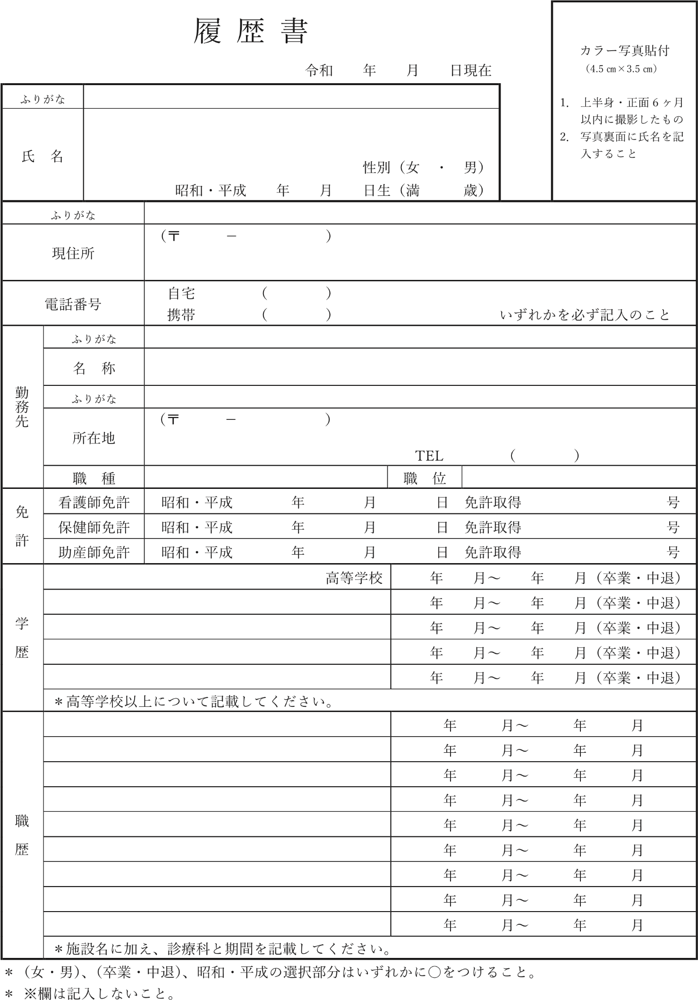 履歴書
令和　　年　　月　　日現在
カラー写真貼付
（4.5 ㎝×3.5 ㎝）
1.　上半身・正面 6 ヶ月
以内に撮影したもの
2.　写真裏面に氏名を記
入すること
ふりがな
氏　名
性別（女　・　男）
昭和・平成　　年　　月　　日生（満　　　歳）
ふりがな
現住所
（〒　　　－　　　　　　）
電話番号
自宅　　　　（　　　　）
携帯　　　　（　　　　）　　　　　いずれかを必ず記入のこと
勤務先
ふりがな
名　称
ふりがな
所在地
（〒　　　－　　　　　　）
TEL　　　　（　　　　）
職　種
職　位
免許
看護師免許　昭和・平成　　　年　　　月　　　日　免許取得　　　　　　号
保健師免許　昭和・平成　　　年　　　月　　　日　免許取得　　　　　　号
助産師免許　昭和・平成　　　年　　　月　　　日　免許取得　　　　　　号
学歴
高等学校　　年　　月～　　年　　月（卒業・中退）
年　　月～　　年　　月（卒業・中退）
年　　月～　　年　　月（卒業・中退）
年　　月～　　年　　月（卒業・中退）
年　　月～　　年　　月（卒業・中退）
＊高等学校以上について記載してください。
職歴
年　　　月～　　　年　　　月
年　　　月～　　　年　　　月
年　　　月～　　　年　　　月
年　　　月～　　　年　　　月
年　　　月～　　　年　　　月
年　　　月～　　　年　　　月
年　　　月～　　　年　　　月
年　　　月～　　　年　　　月
年　　　月～　　　年　　　月
＊施設名に加え、診療科と期間を記載してください。
＊（女・男）、（卒業・中退）、昭和・平成の選択部分はいずれかに○をつけること。
＊　※欄は記入しないこと。